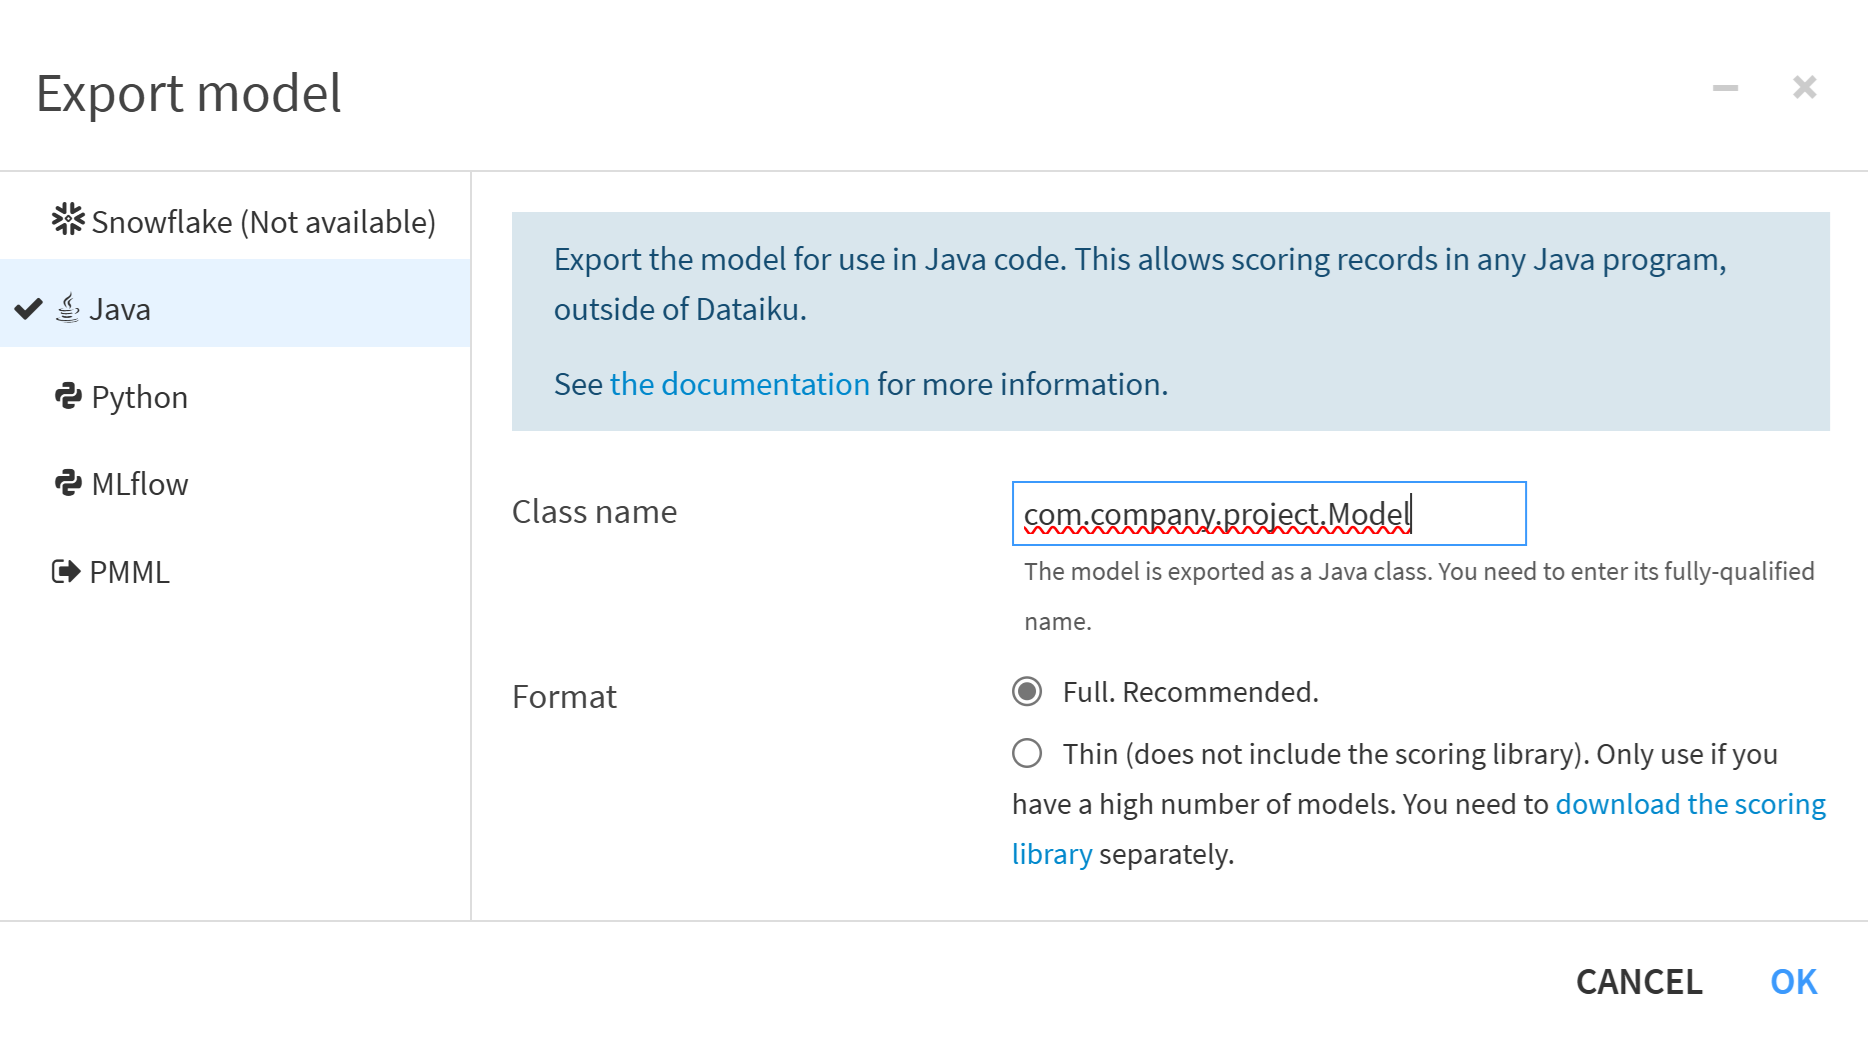 Export model
Snowflake (Not available)
Java
Python
MLflow
PMML
Export the model for use in Java code. This allows scoring records in any Java program,
outside of Dataiku.
See the documentation for more information.
Class name
com.company.project.Model
The model is exported as a Java class. You need to enter its fully-qualified
name.
Format
Full. Recommended.
Thin (does not include the scoring library). Only use if you
have a high number of models. You need to download the scoring
library separately.
CANCEL
OK